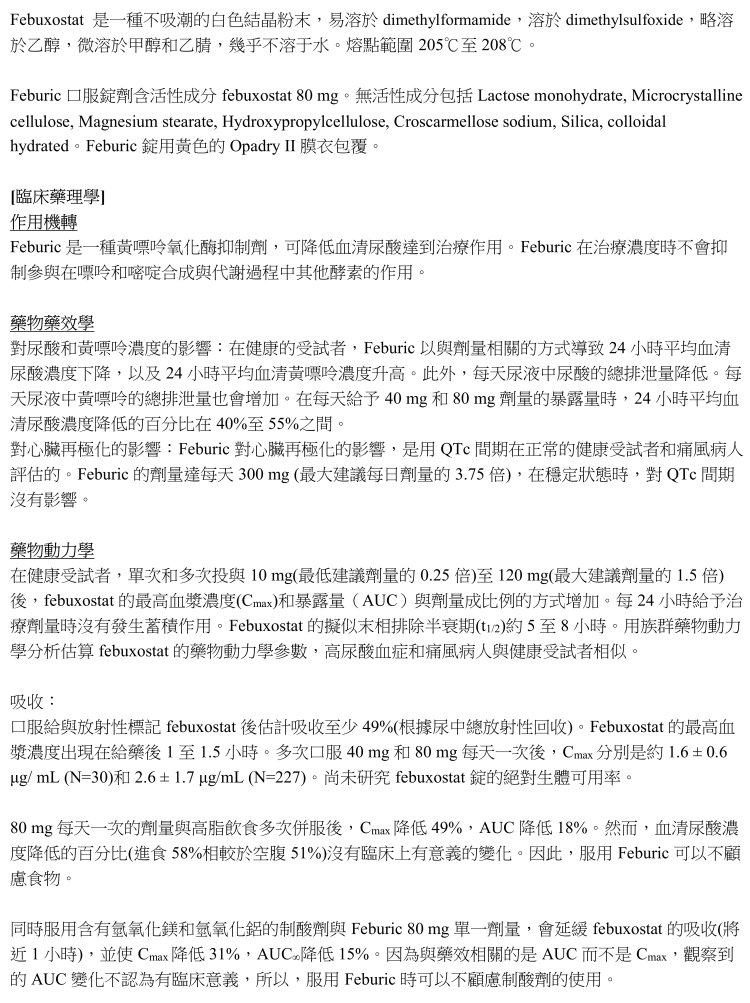 Febuxostat 是一種不吸潮的白色結晶粉末，易溶於 dimethylformamide，溶於 dimethylsulfoxide，略溶
於乙醇，微溶於甲醇和乙腈，幾乎不溶于水。熔點範圍 205℃至 208℃。
Feburic 口服錠劑含活性成分 febuxostat 80 mg。無活性成分包括 Lactose monohydrate, Microcrystalline
cellulose, Magnesium stearate, Hydroxypropylcellulose, Croscarmellose sodium, Silica, colloidal
hydrated。Feburic 錠用黃色的 Opadry II 膜衣包覆。
[臨床藥理學]
作用機轉
Feburic 是一種黃嘌呤氧化酶抑制劑，可降低血清尿酸達到治療作用。Feburic 在治療濃度時不會抑
制參與在嘌呤和嘧啶合成與代謝過程中其他酵素的作用。
藥物藥效學
對尿酸和黃嘌呤濃度的影響：在健康的受試者，Feburic 以與劑量相關的方式導致 24 小時平均血清
尿酸濃度下降，以及 24 小時平均血清黃嘌呤濃度升高。此外，每天尿液中尿酸的總排泄量降低。每
天尿液中黃嘌呤的總排泄量也會增加。在每天給予 40 mg 和 80 mg 劑量的暴露量時，24 小時平均血
清尿酸濃度降低的百分比在 40%至 55%之間。
對心臟再極化的影響：Feburic 對心臟再極化的影響，是用 QTc 間期在正常的健康受試者和痛風病人
評估的。Feburic 的劑量達每天 300 mg (最大建議每日劑量的 3.75 倍)，在穩定狀態時，對 QTc 間期
沒有影響。
藥物動力學
在健康受試者，單次和多次投與 10 mg(最低建議劑量的 0.25 倍)至 120 mg(最大建議劑量的 1.5 倍)
後，febuxostat 的最高血漿濃度(Cmax)和暴露量（AUC）與劑量成比例的方式增加。每 24 小時給予治
療劑量時沒有發生蓄積作用。Febuxostat 的擬似末相排除半衰期(t1/2)約 5 至 8 小時。用族群藥物動力
學分析估算 febuxostat 的藥物動力學參數，高尿酸血症和痛風病人與健康受試者相似。
吸收：
口服給與放射性標記 febuxostat 後估計吸收至少 49%(根據尿中總放射性回收)。Febuxostat 的最高血
漿濃度出現在給藥後 1 至 1.5 小時。多次口服 40 mg 和 80 mg 每天一次後，Cmax 分別是約 1.6 ± 0.6
μg/ mL (N=30)和 2.6 ± 1.7 μg/mL (N=227)。尚未研究 febuxostat 錠的絕對生體可用率。
80 mg 每天一次的劑量與高脂飲食多次併服後，Cmax 降低 49%，AUC 降低 18%。然而，血清尿酸濃
度降低的百分比(進食 58%相較於空腹 51%)沒有臨床上有意義的變化。因此，服用 Feburic 可以不顧
慮食物。
同時服用含有氫氧化鎂和氫氧化鋁的制酸劑與 Feburic 80 mg 單一劑量，會延緩 febuxostat 的吸收(將
近 1 小時)，並使 Cmax 降低 31%，AUC∞降低 15%。因為與藥效相關的是 AUC 而不是 Cmax，觀察到
的 AUC 變化不認為有臨床意義，所以，服用 Feburic 時可以不顧慮制酸劑的使用。